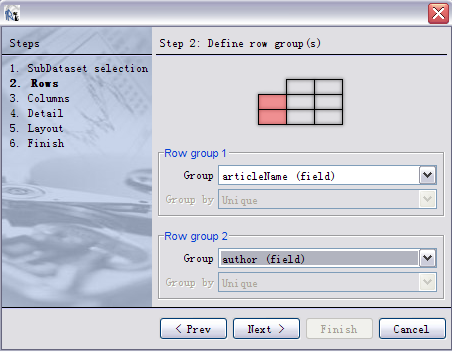 Steps
1. SubDataset selection
2. Rows
3. Columns
4. Detail
5. Layout
6. Finish
Step 2: Define row group(s)
Row group 1
Group articleName (field)
Group by Unique
Row group 2
Group author (field)
Group by Unique
< Prev
Next >
Finish
Cancel